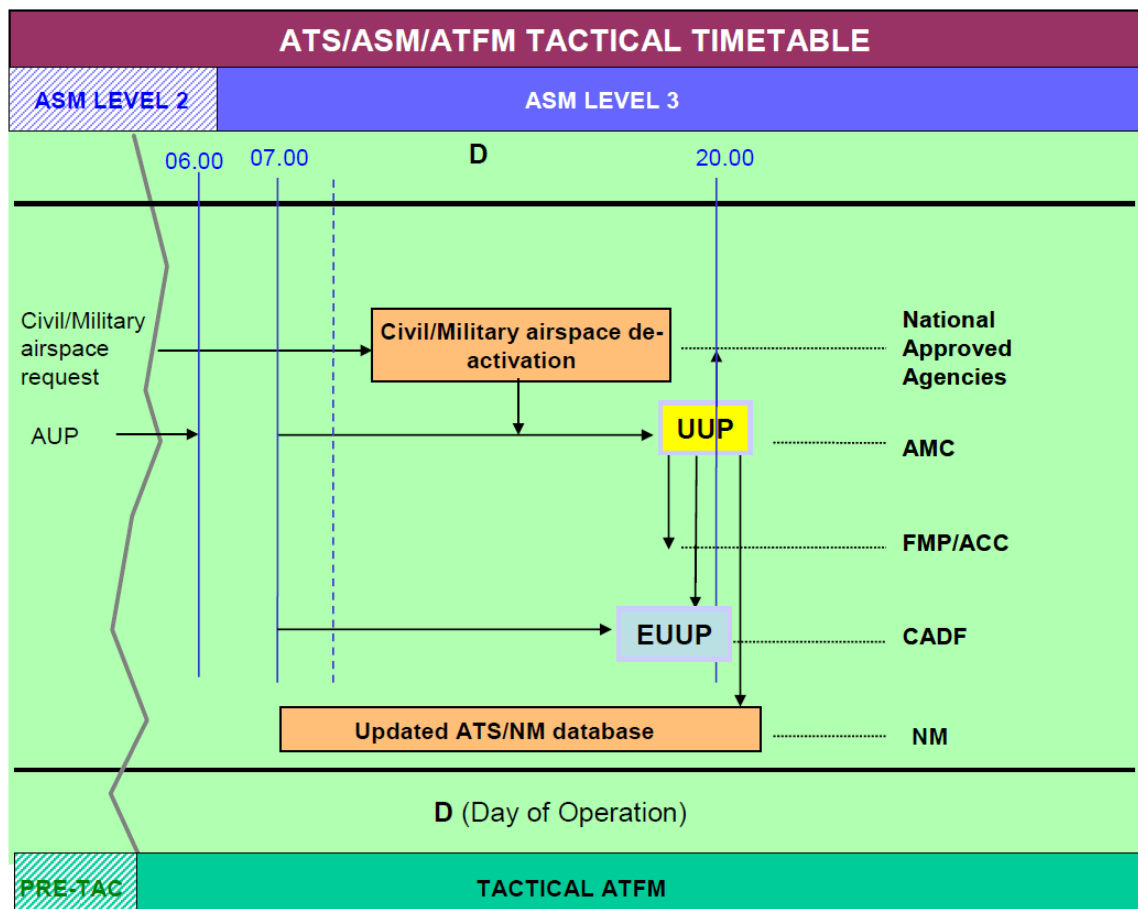 ATS/ASM/ATFM TACTICAL TIMETABLE
ASM LEVEL 2
ASM LEVEL 3
06.00
07.00
D
20.00
Civil/Military
airspace
request
Civil/Military airspace de-
activation
National
Approved
Agencies
AUP
UUP
AMC
FMP/ACC
EUUP
CADF
Updated ATS/NM database
NM
D (Day of Operation)
PRE-TAC
TACTICAL ATFM